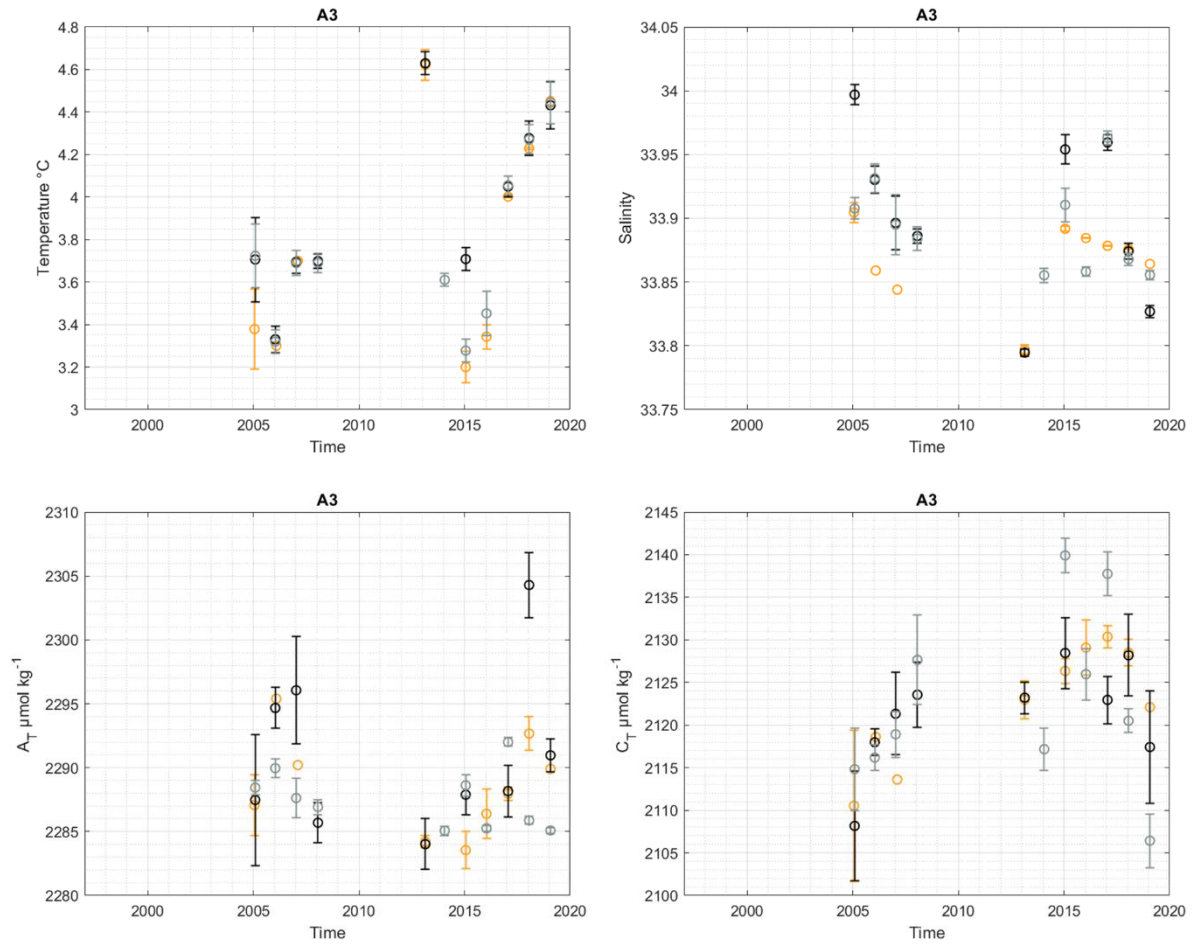 A3
4.8
4.6
4.4
4.2
4
3.8
3.6
3.4
3.2
3
Temperature °C
2000 2005 2010 2015 2020
Time
A3
34.05
34
33.95
33.9
33.85
33.8
33.75
Salinity
2000 2005 2010 2015 2020
Time
A3
2310
2305
2300
2295
2290
2285
2280
A_T µmol kg⁻¹
2000 2005 2010 2015 2020
Time
A3
2145
2140
2135
2130
2125
2120
2115
2110
2105
2100
C_T µmol kg⁻¹
2000 2005 2010 2015 2020
Time